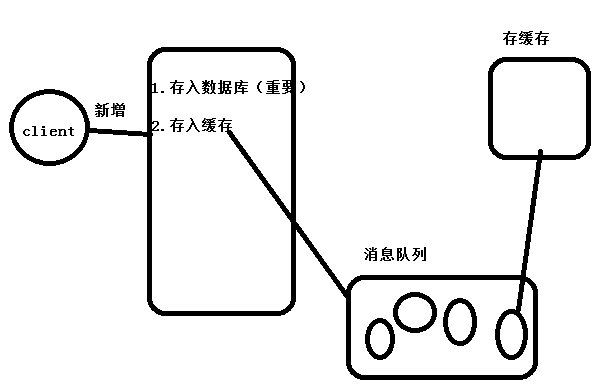 存缓存
1.存入数据库（重要）
新增
client
2.存入缓存
消息队列